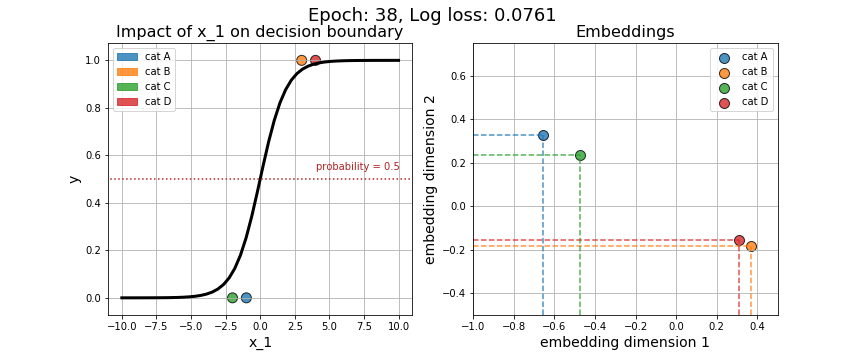 Epoch: 38, Log loss: 0.0761
Impact of x_1 on decision boundary
cat A
cat B
cat C
cat D
probability = 0.5
y
1.0
0.8
0.6
0.4
0.2
0.0
−10.0 −7.5 −5.0 −2.5 0.0 2.5 5.0 7.5 10.0
x_1
Embeddings
cat A
cat B
cat C
cat D
embedding dimension 2
0.6
0.4
0.2
0.0
−0.2
−0.4
−1.0 −0.8 −0.6 −0.4 −0.2 0.0 0.2 0.4
embedding dimension 1